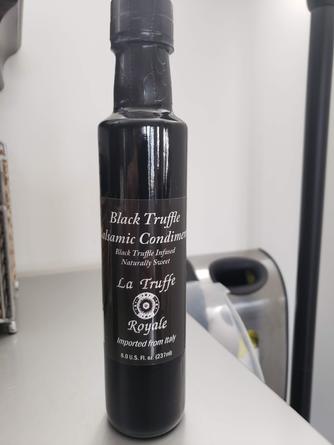 Black Truffle
alsamic Condimen
Black Truffle Infused
Naturally Sweet
La Truffe
Royale
Imported from Italy
8.0 U.S. Fl. oz. (237ml)